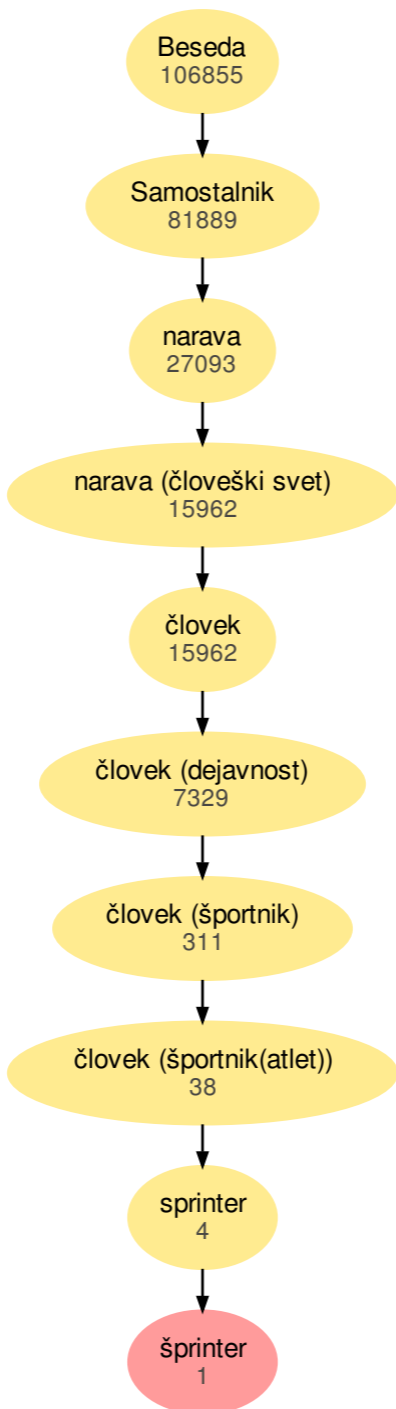 Beseda
106855
Samostalnik
81889
narava
27093
narava (človeški svet)
15962
človek
15962
človek (dejavnost)
7329
človek (športnik)
311
človek (športnik(atlet))
38
sprinter
4
šprinter
1